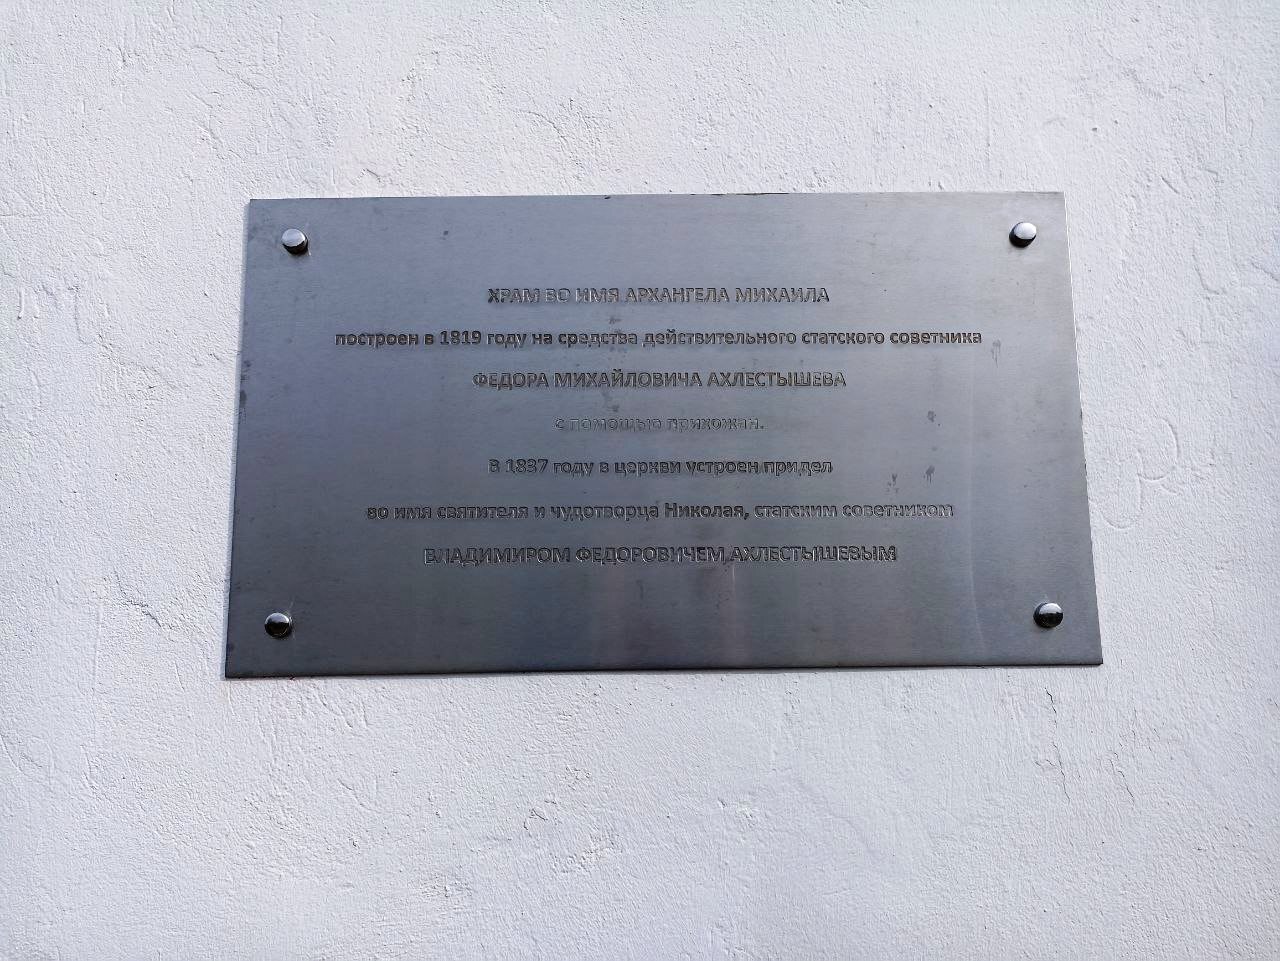 ХРАМ ВО ИМЯ АРХАНГЕЛА МИХАИЛА
построен в 1819 году на средства действительного статского советника
ФЕДОРА МИХАЙЛОВИЧА АХЛЕСТЫШЕВА
с помощью прихожан.
В 1837 году в церкви устроен придел
во имя святителя и чудотворца Николая, статским советником
ВЛАДИМИРОМ ФЕДОРОВИЧЕМ АХЛЕСТЫШЕВЫМ